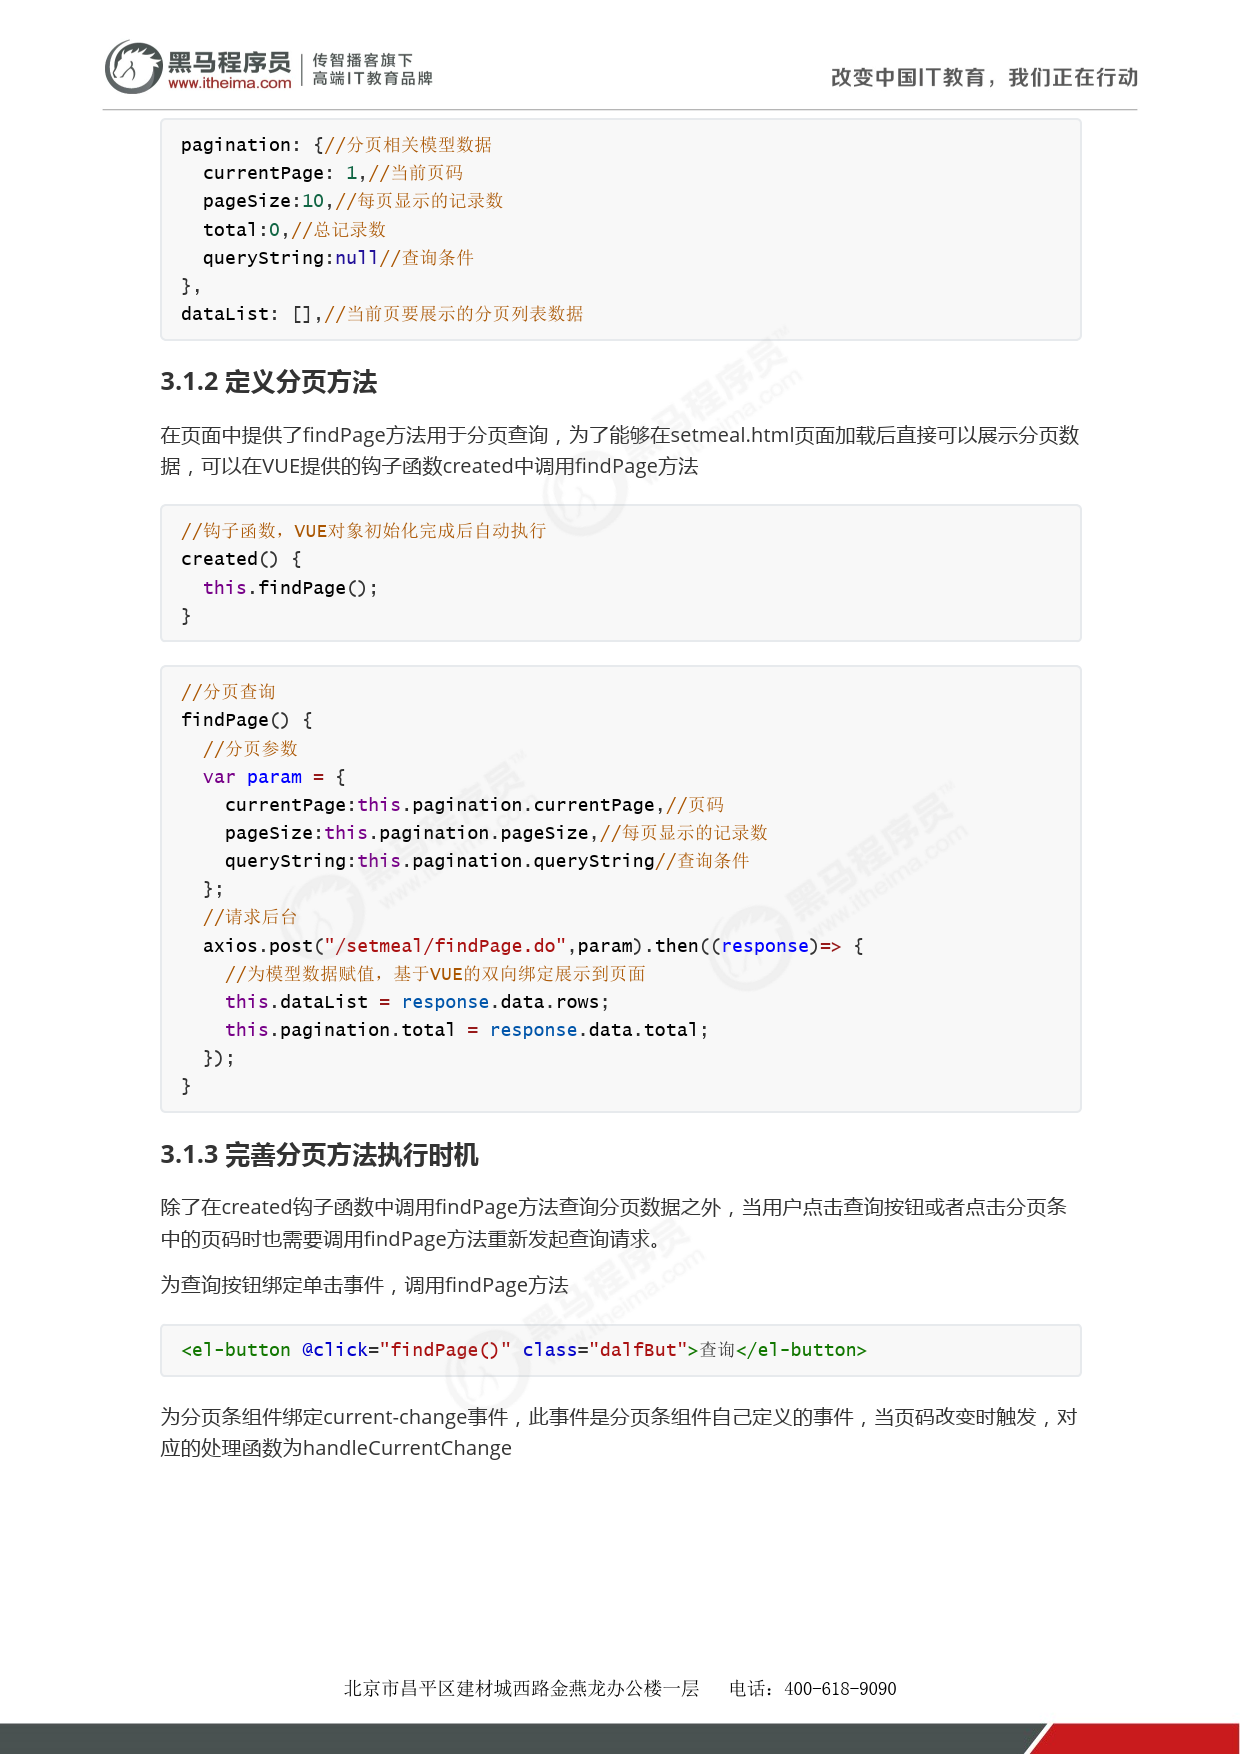 黑马程序员 传智播客旗下
www.itheima.com 高端IT教育品牌
改变中国IT教育，我们正在行动
pagination: {//分页相关模型数据
  currentPage: 1,//当前页码
  pageSize:10,//每页显示的记录数
  total:0,//总记录数
  queryString:null//查询条件
},
dataList: [],//当前页要展示的分页列表数据
3.1.2 定义分页方法
在页面中提供了findPage方法用于分页查询，为了能够在setmeal.html页面加载后直接可以展示分页数
据，可以在VUE提供的钩子函数created中调用findPage方法
//钩子函数，VUE对象初始化完成后自动执行
created() {
  this.findPage();
}
//分页查询
findPage() {
  //分页参数
  var param = {
    currentPage:this.pagination.currentPage,//页码
    pageSize:this.pagination.pageSize,//每页显示的记录数
    queryString:this.pagination.queryString//查询条件
  };
  //请求后台
  axios.post("/setmeal/findPage.do",param).then((response)=> {
    //为模型数据赋值，基于VUE的双向绑定展示到页面
    this.dataList = response.data.rows;
    this.pagination.total = response.data.total;
  });
}
3.1.3 完善分页方法执行时机
除了在created钩子函数中调用findPage方法查询分页数据之外，当用户点击查询按钮或者点击分页条
中的页码时也需要调用findPage方法重新发起查询请求。
为查询按钮绑定单击事件，调用findPage方法
<el-button @click="findPage()" class="dalfBut">查询</el-button>
为分页条组件绑定current-change事件，此事件是分页条组件自己定义的事件，当页码改变时触发，对
应的处理函数为handleCurrentChange
北京市昌平区建材城西路金燕龙办公楼一层 电话：400-618-9090